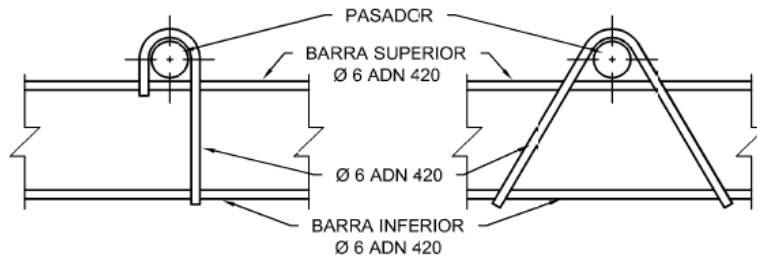 PASADOR
BARRA SUPERIOR
Ø 6 ADN 420
Ø 6 ADN 420
BARRA INFERIOR
Ø 6 ADN 420